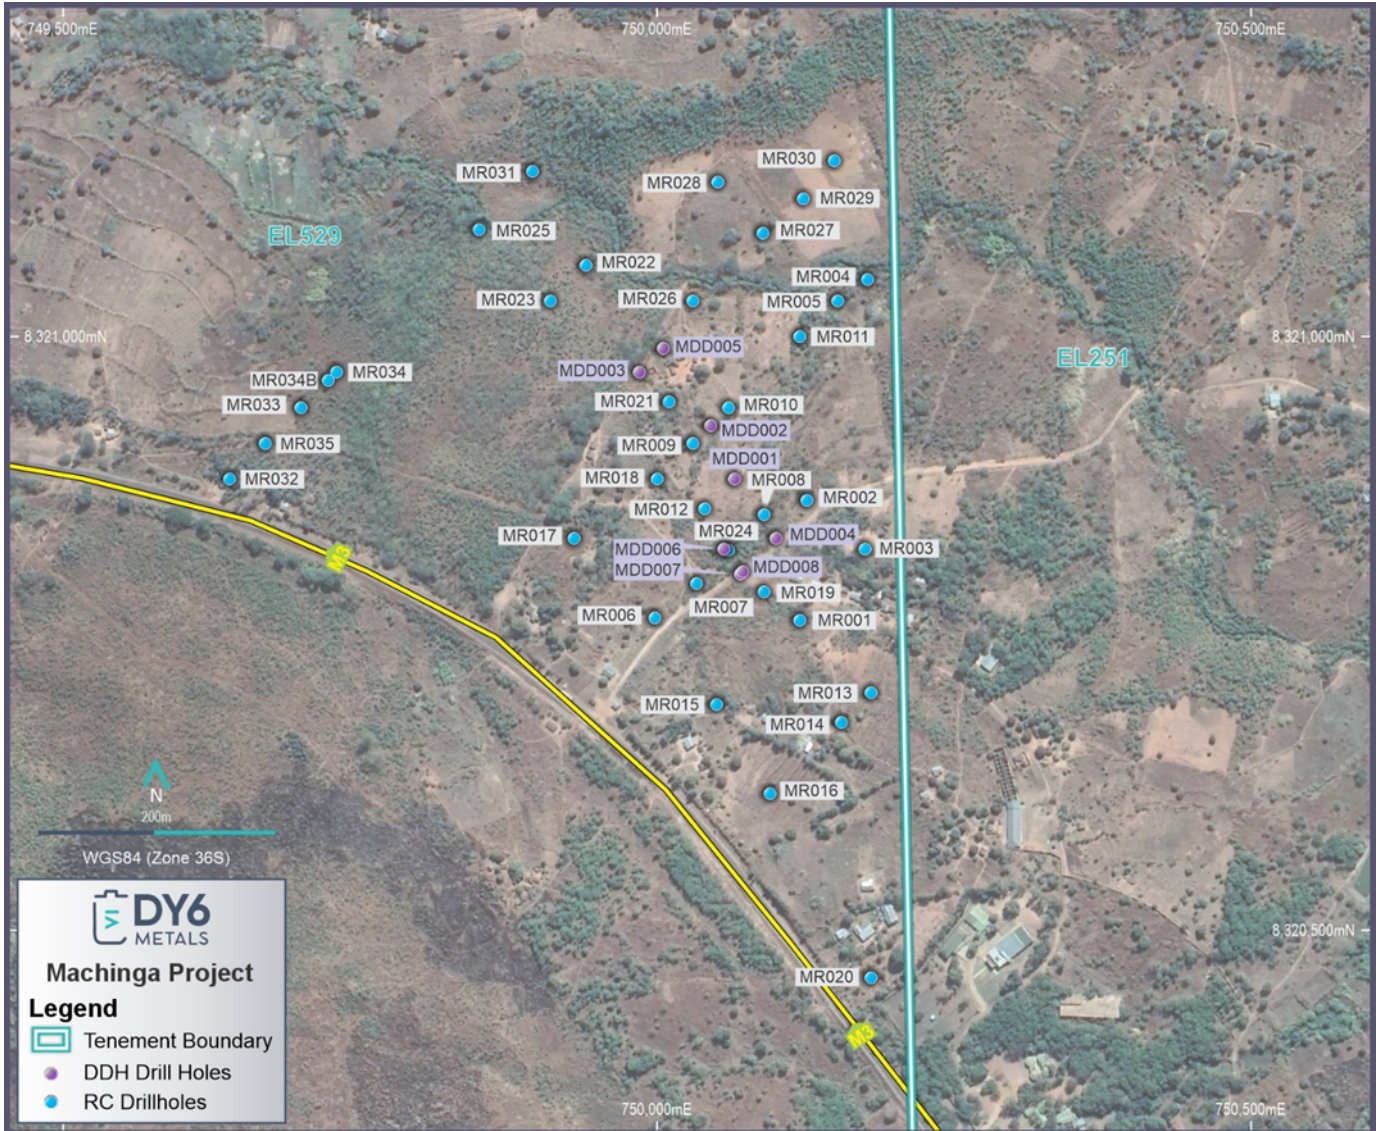 749,500mE
750,000mE
750,500mE
MR030
MR031
MR028
MR029
EL529
MR025
MR027
MR022
MR004
MR023
MR026
MR005
8,321,000mN
MR011
MDD005
EL251
MDD003
MR034
MR034B
MR021
MR033
MR010
MDD002
MR035
MR009
MDD001
MR032
MR018
MR008
MR002
MR012
MR024
MR017
MDD004
M3
MDD006
MR003
MDD007
MDD008
MR019
MR007
MR006
MR001
MR015
MR013
MR014
N
MR016
200m
WGS84 (Zone 36S)
DY6
METALS
8,320,500mN
Machinga Project
MR020
Legend
Tenement Boundary
M3
DDH Drill Holes
RC Drillholes
750,000mE
750,500mE